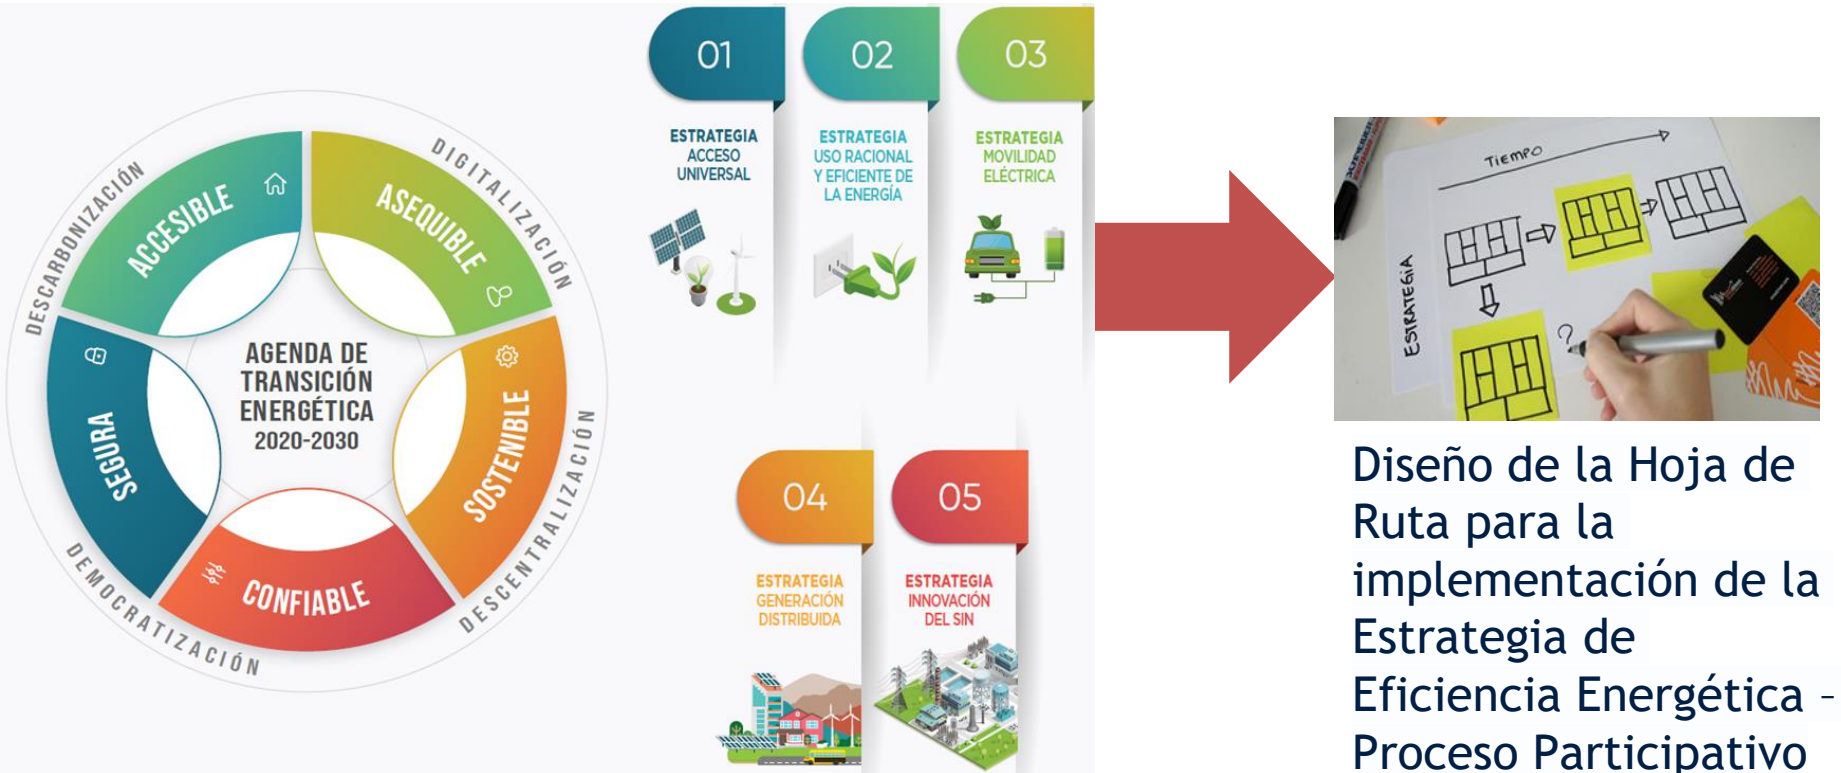 DESCARBONIZACIÓN
DIGITALIZACIÓN
DESCENTRALIZACIÓN
DEMOCRATIZACIÓN
ACCESIBLE
ASEQUIBLE
SOSTENIBLE
CONFIABLE
SEGURA
AGENDA DE
TRANSICIÓN
ENERGÉTICA
2020-2030
01
ESTRATEGIA
ACCESO
UNIVERSAL
02
ESTRATEGIA
USO RACIONAL
Y EFICIENTE DE
LA ENERGÍA
03
ESTRATEGIA
MOVILIDAD
ELÉCTRICA
04
ESTRATEGIA
GENERACIÓN
DISTRIBUIDA
05
ESTRATEGIA
INNOVACIÓN
DEL SIN
TIEMPO
ESTRATEGIA
?
Diseño de la Hoja de
Ruta para la
implementación de la
Estrategia de
Eficiencia Energética –
Proceso Participativo